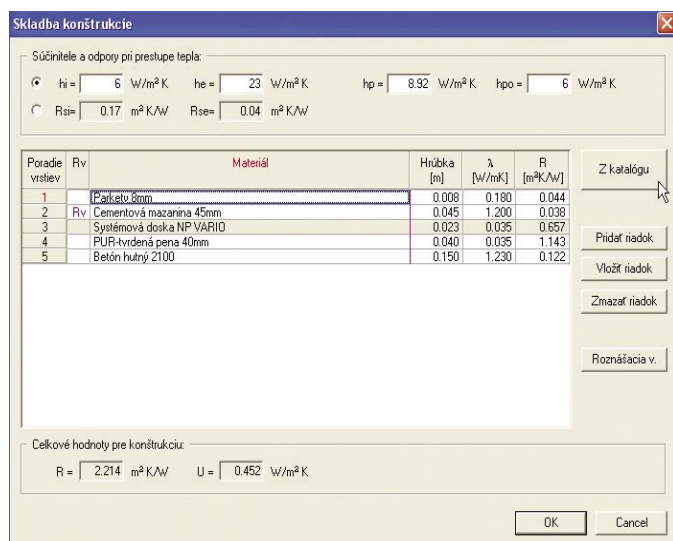 Skladba konštrukcie
Súčinitele a odpory pri prestupe tepla:
hi = 6 W/m² K he = 23 W/m² K hp = 8.92 W/m² K hpo = 6 W/m² K
Rsi= 0.17 m² K/W Rse= 0.04 m² K/W
Poradie vrstiev Rv Materiál Hrúbka [m] λ [W/mK] R [m²K/W]
1 Parkety 8mm 0.008 0.180 0.044
2 Rv Cementová mazanina 45mm 0.045 1.200 0.038
3 Systémová doska NP VARIO 0.023 0.035 0.657
4 PUR-tvrdená pena 40mm 0.040 0.035 1.143
5 Betón hutný 2100 0.150 1.230 0.122
Z katalógu
Pridať riadok
Vložiť riadok
Zmazať riadok
Roznášacia v.
Celkové hodnoty pre konštrukciu:
R = 2.214 m² K/W U = 0.452 W/m² K
OK Cancel